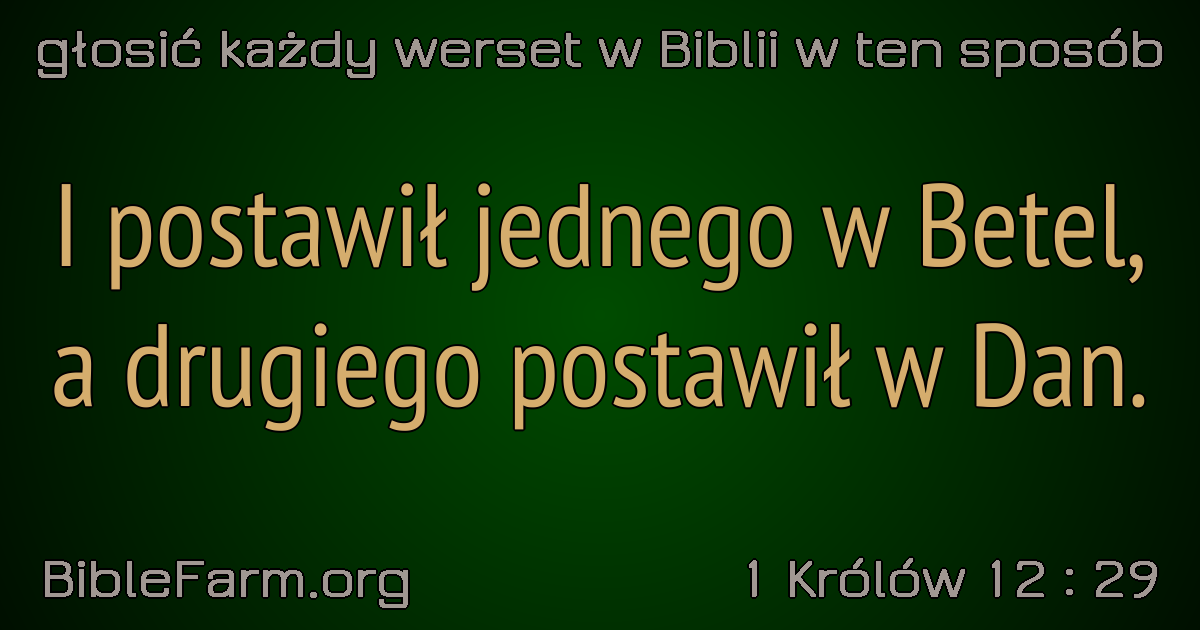 głosić każdy werset w Biblii w ten sposób
I postawił jednego w Betel,
a drugiego postawił w Dan.
BibleFarm.org
1 Królów 12 : 29